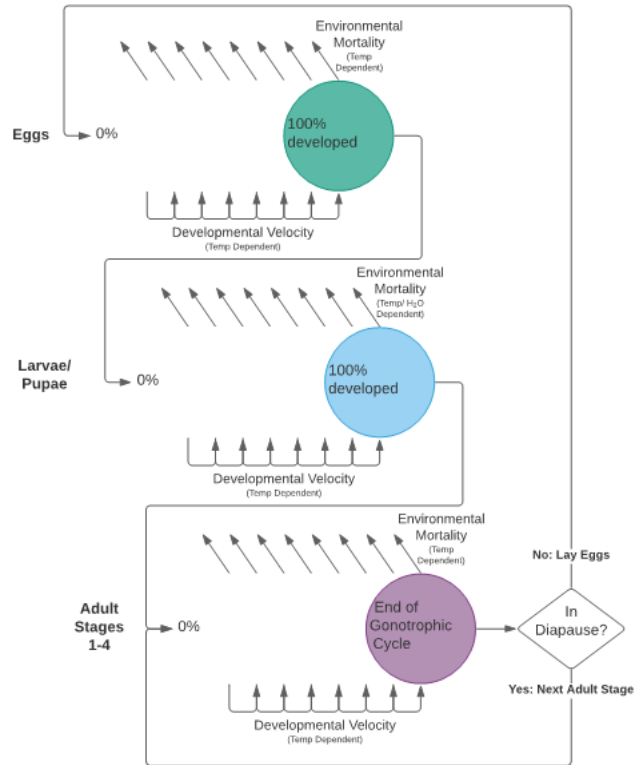 Environmental
Mortality
(Temp
Dependent)
100%
developed
Eggs
0%
Developmental Velocity
(Temp Dependent)
Environmental
Mortality
(Temp/ H₂O
Dependent)
100%
developed
Larvae/
Pupae
0%
Developmental Velocity
(Temp Dependent)
Environmental
Mortality
(Temp
Dependent)
No: Lay Eggs
Adult
Stages
1-4
0%
End of
Gonotrophic
Cycle
In
Diapause?
Yes: Next Adult Stage
Developmental Velocity
(Temp Dependent)